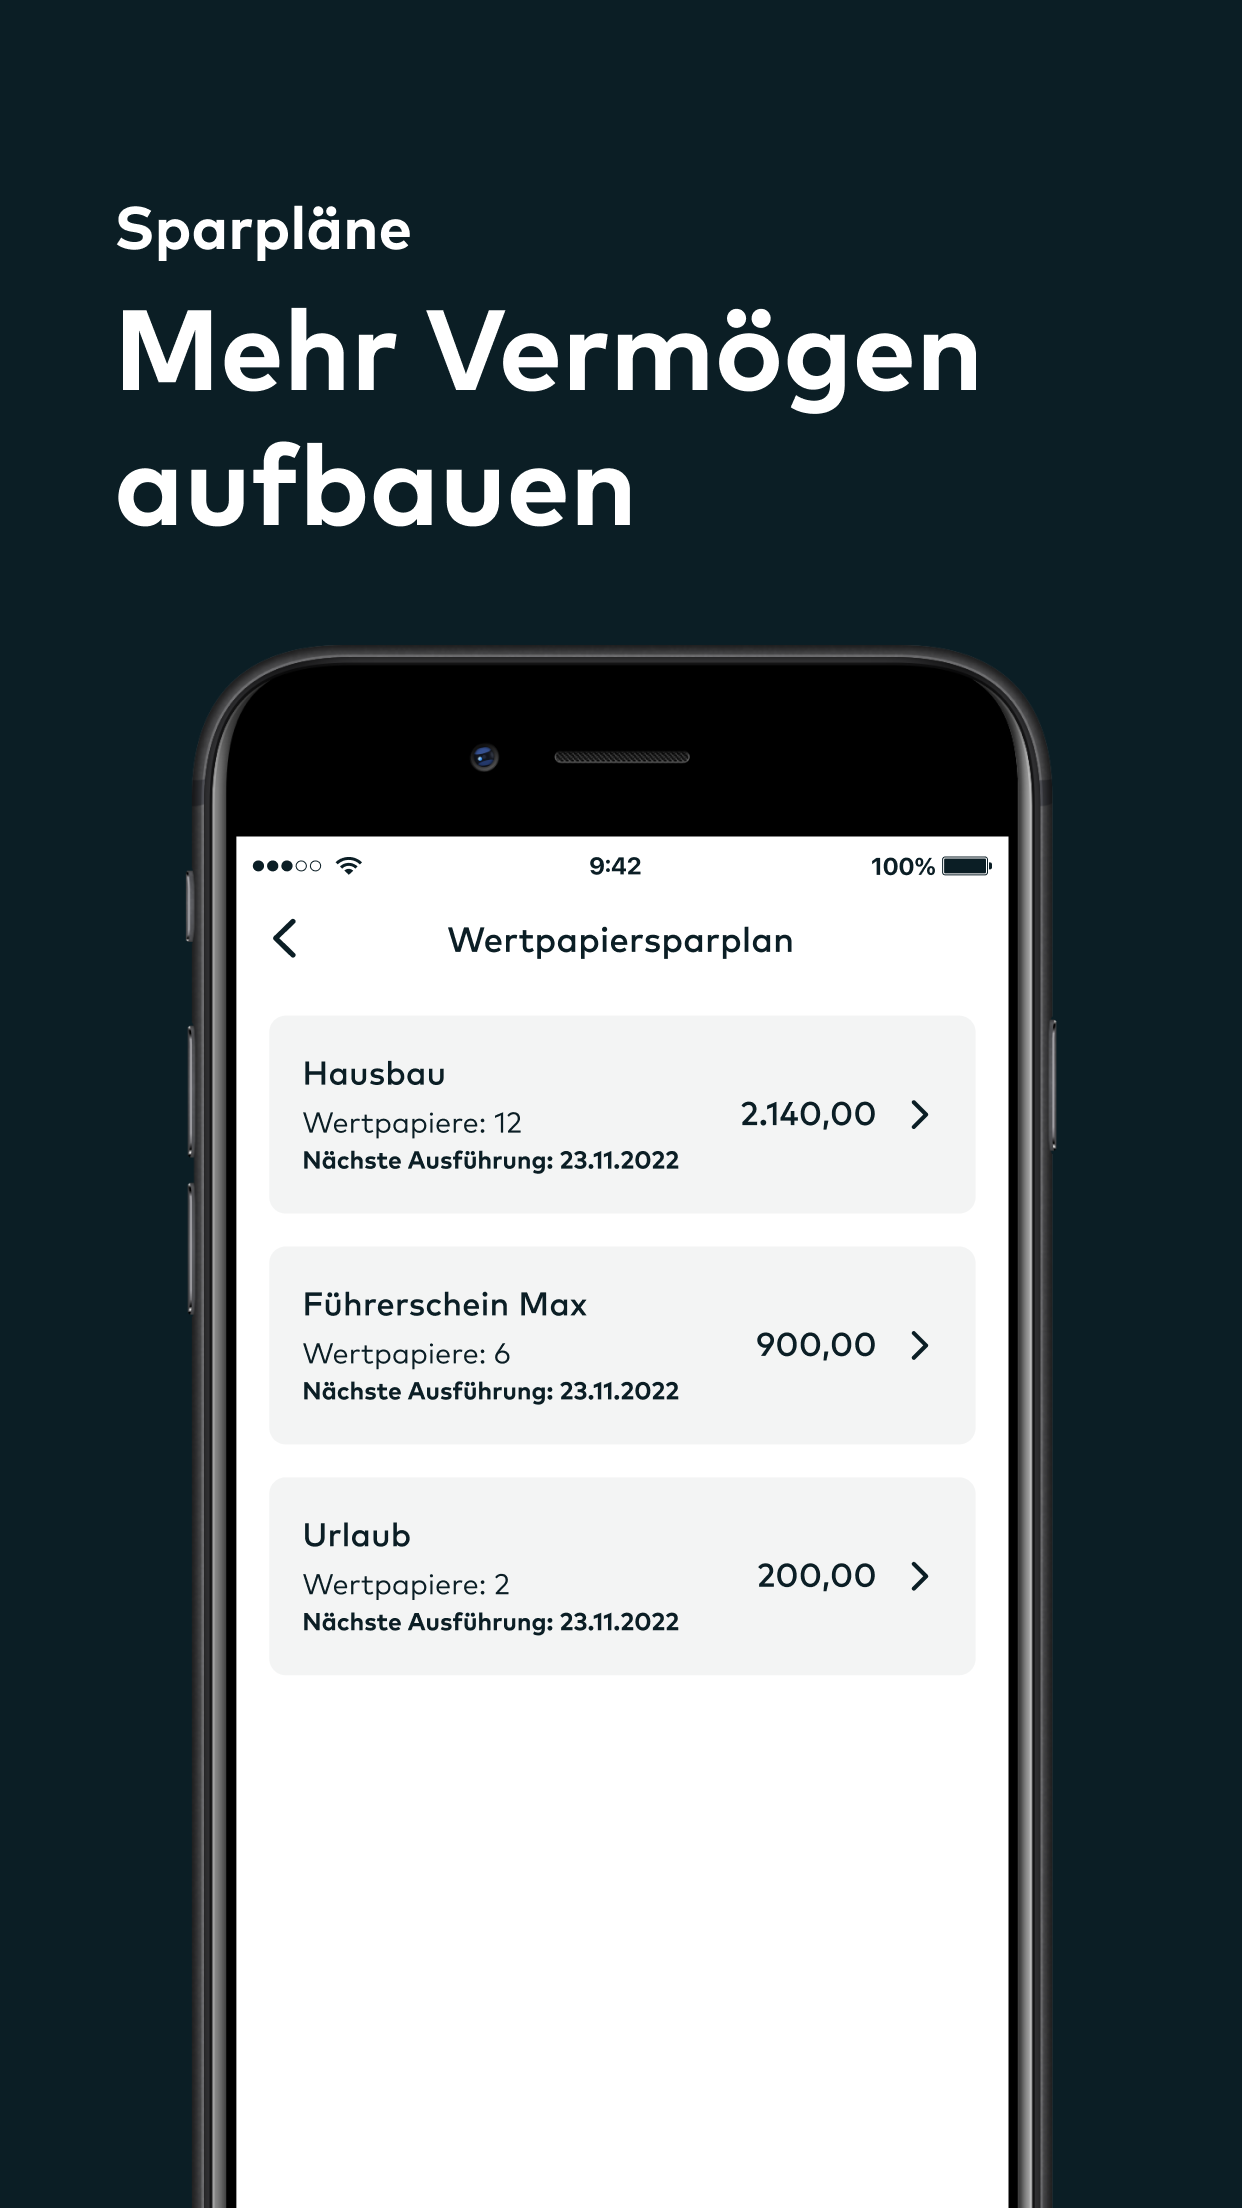 Sparpläne
Mehr Vermögen
aufbauen
9:42
100%
Wertpapiersparplan
Hausbau
Wertpapiere: 12
Nächste Ausführung: 23.11.2022
2.140,00
Führerschein Max
Wertpapiere: 6
Nächste Ausführung: 23.11.2022
900,00
Urlaub
Wertpapiere: 2
Nächste Ausführung: 23.11.2022
200,00